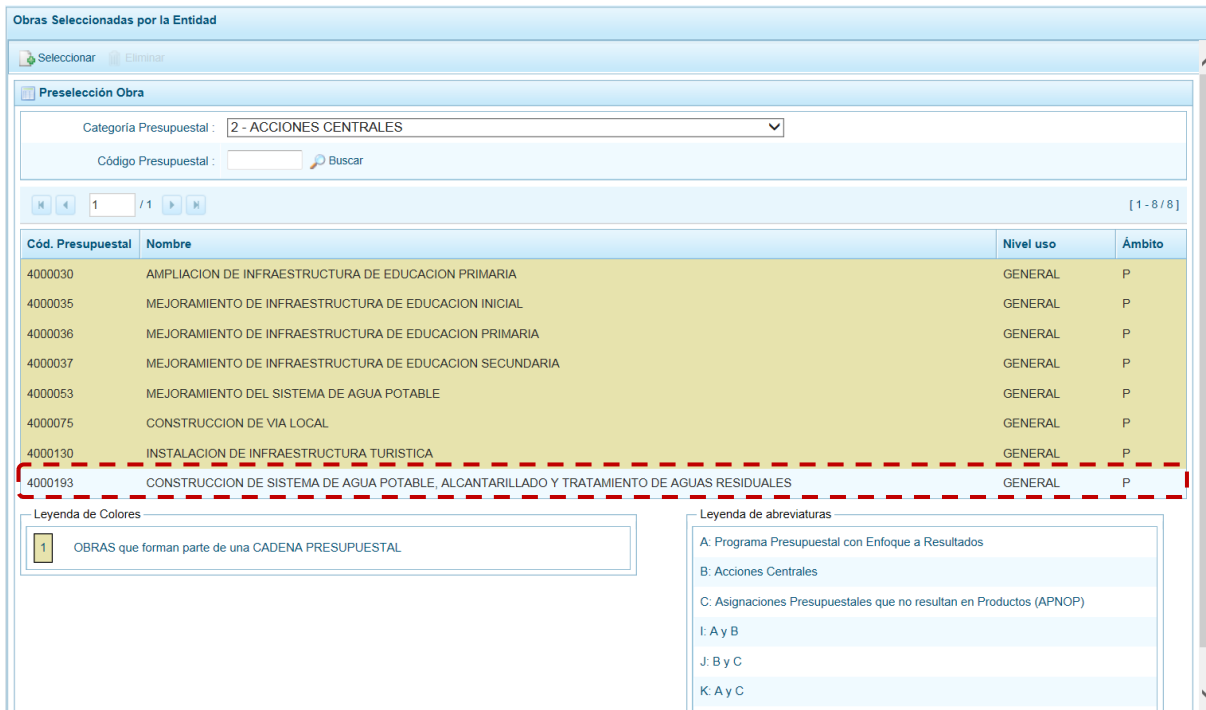 Obras Seleccionadas por la Entidad
Seleccionar Eliminar
Preselección Obra
Categoría Presupuestal : 2 - ACCIONES CENTRALES
Código Presupuestal : Buscar
1 / 1 [ 1 - 8 / 8 ]
Cód. Presupuestal Nombre Nivel uso Ámbito
4000030 AMPLIACION DE INFRAESTRUCTURA DE EDUCACION PRIMARIA GENERAL P
4000035 MEJORAMIENTO DE INFRAESTRUCTURA DE EDUCACION INICIAL GENERAL P
4000036 MEJORAMIENTO DE INFRAESTRUCTURA DE EDUCACION PRIMARIA GENERAL P
4000037 MEJORAMIENTO DE INFRAESTRUCTURA DE EDUCACION SECUNDARIA GENERAL P
4000053 MEJORAMIENTO DEL SISTEMA DE AGUA POTABLE GENERAL P
4000075 CONSTRUCCION DE VIA LOCAL GENERAL P
4000130 INSTALACION DE INFRAESTRUCTURA TURISTICA GENERAL P
4000193 CONSTRUCCION DE SISTEMA DE AGUA POTABLE, ALCANTARILLADO Y TRATAMIENTO DE AGUAS RESIDUALES GENERAL P
Leyenda de Colores
1 OBRAS que forman parte de una CADENA PRESUPUESTAL
Leyenda de abreviaturas
A: Programa Presupuestal con Enfoque a Resultados
B: Acciones Centrales
C: Asignaciones Presupuestales que no resultan en Productos (APNOP)
I: A y B
J: B y C
K: A y C